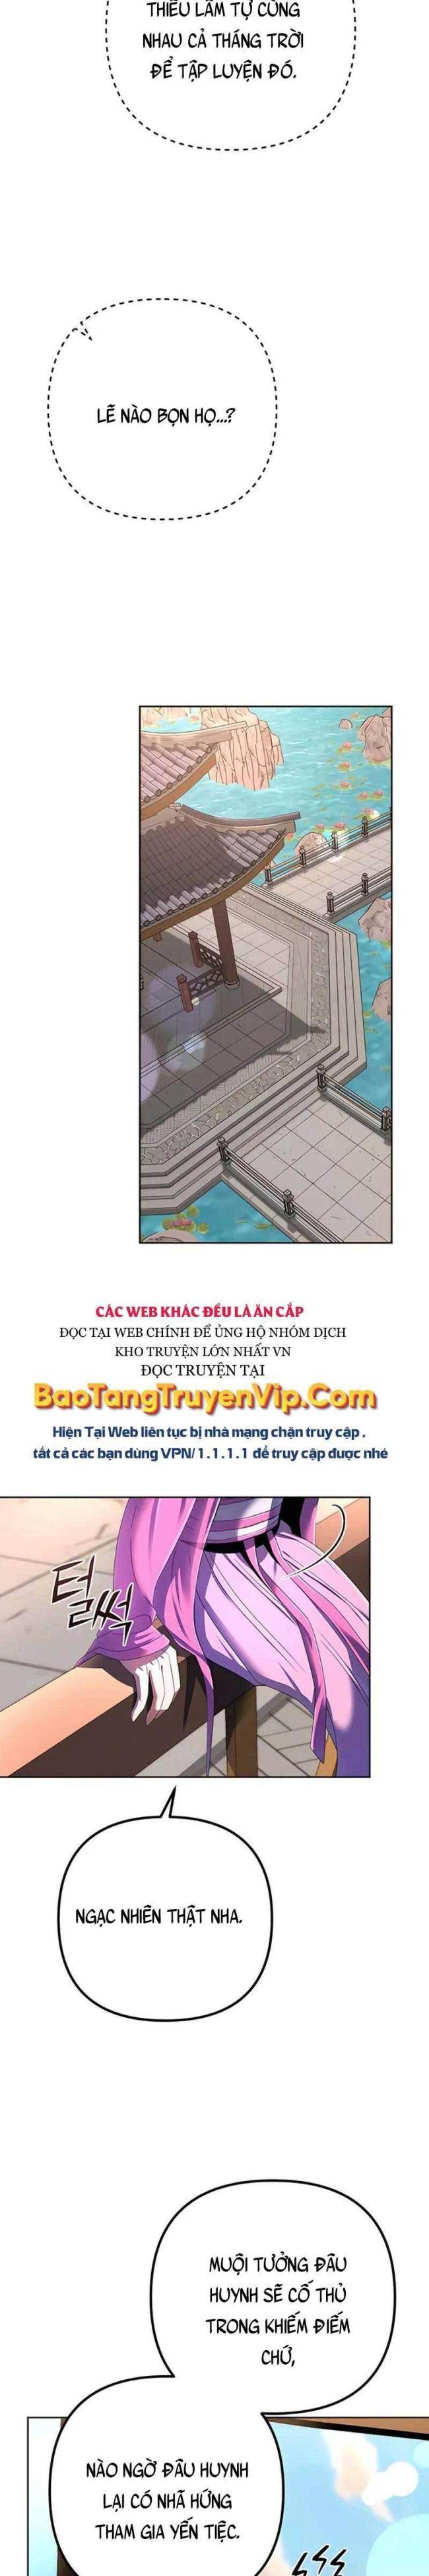 THIẾU LÂM TỰ CÙNG
NHAU CẢ THÁNG TRỜI
ĐỂ TẬP LUYỆN ĐÓ.
LẼ NÀO BỌN HỌ...?
CÁC WEB KHÁC ĐỀU LÀ ĂN CẮP
ĐỌC TẠI WEB CHÍNH ĐỂ ỦNG HỘ NHÓM DỊCH
KHO TRUYỆN LỚN NHẤT VN
ĐỌC TRUYỆN TẠI
BaoTangTruyenVip.Com
Hiện Tại Web liên tục bị nhà mạng chặn truy cập,
tất cả các bạn dùng VPN/1.1.1.1 để truy cập được nhé
털썩
NGẠC NHIÊN THẬT NHA.
MUỘI TƯỞNG ĐÂU
HUYNH SẼ CỐ THỦ
TRONG KHIẾM ĐIẾM
CHỨ,
NÀO NGỜ ĐÂU HUYNH
LẠI CÓ NHÃ HỨNG
THAM GIA YẾN TIỆC.